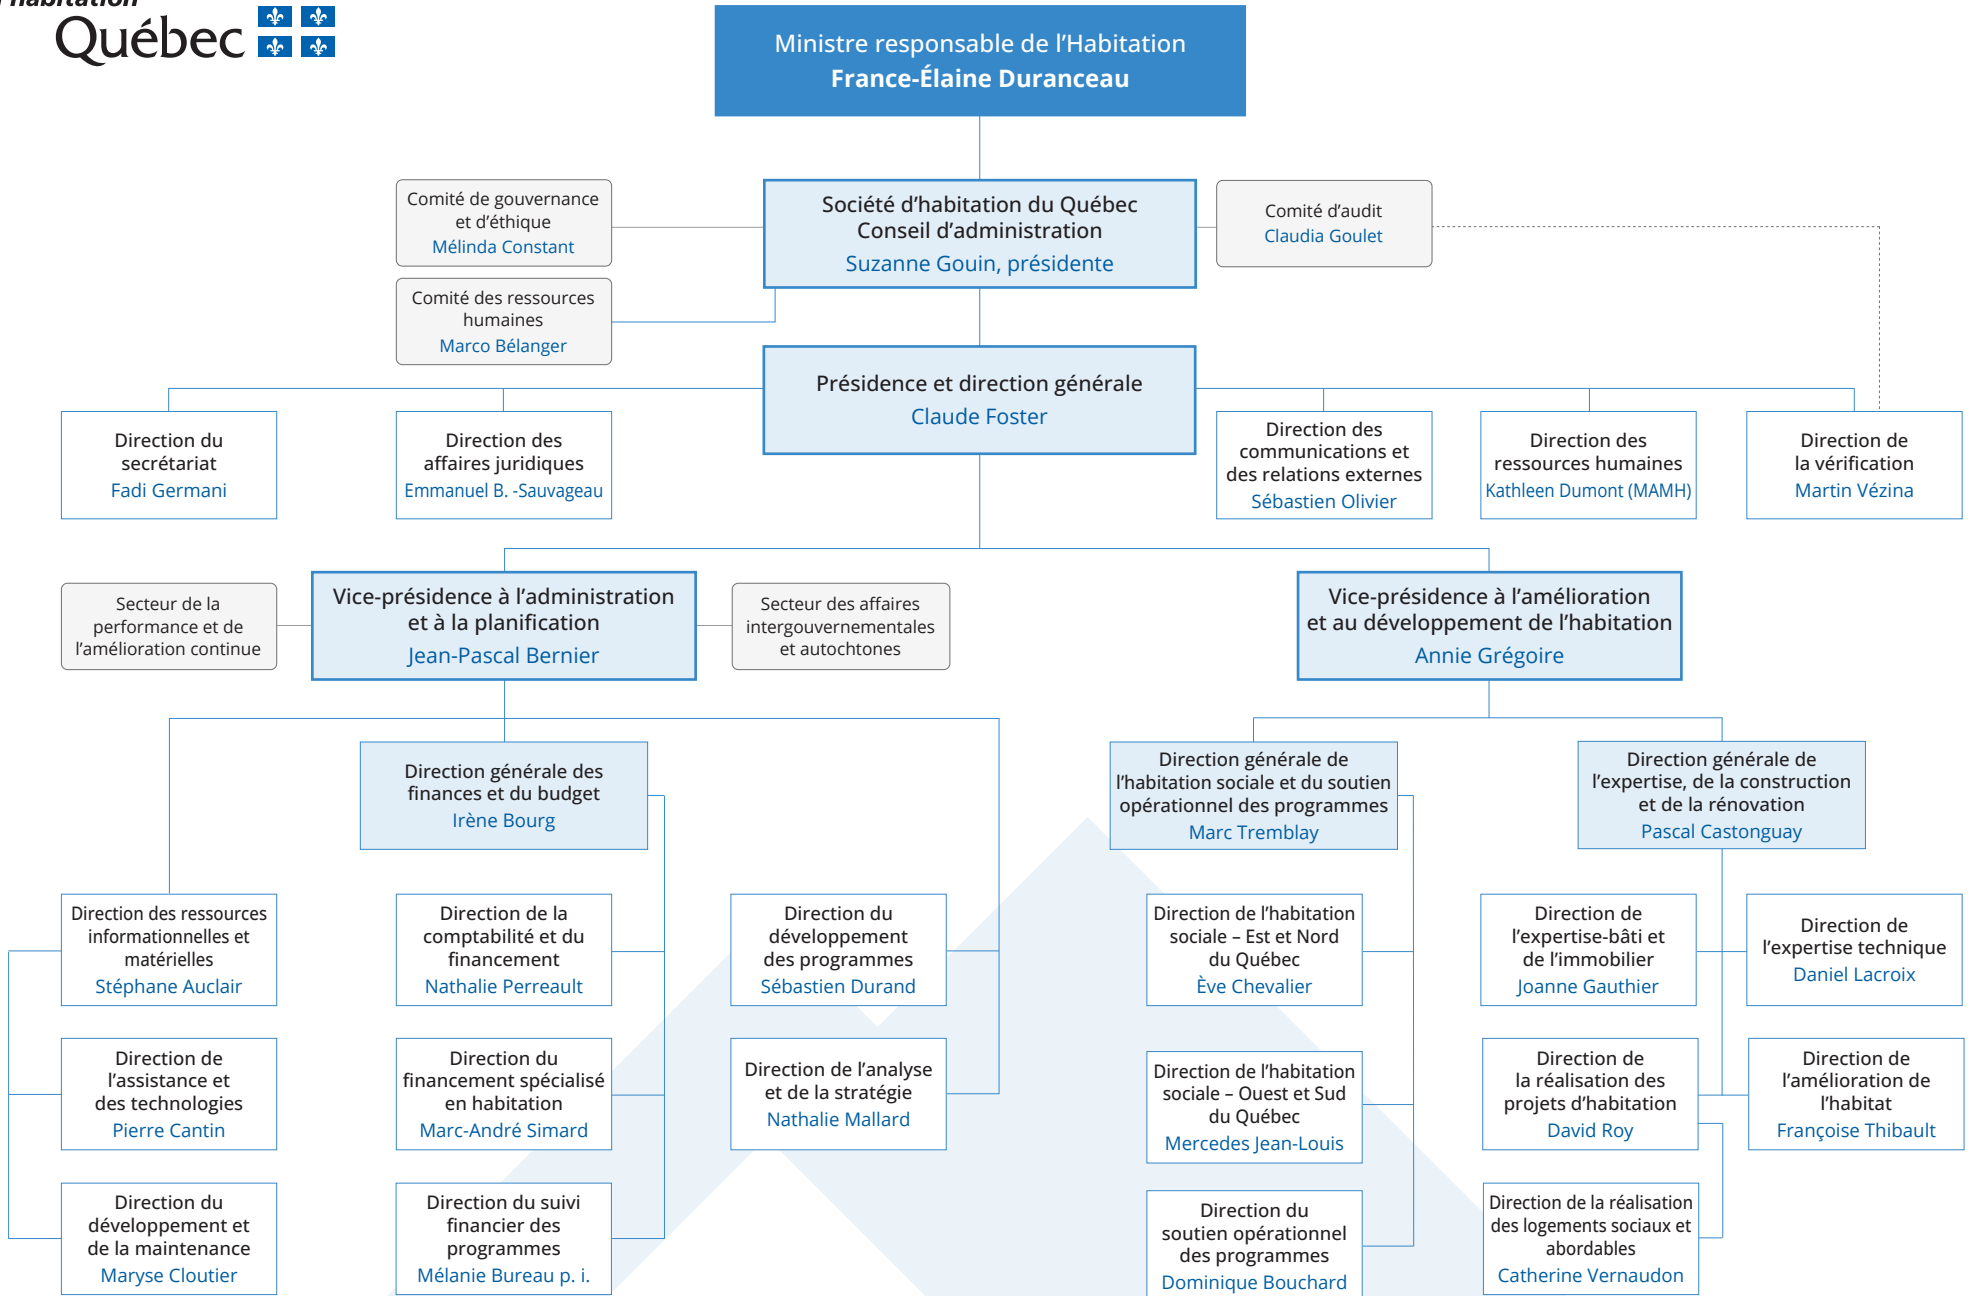 Québec
Ministre responsable de l'Habitation
France-Élaine Duranceau
Comité de gouvernance
et d'éthique
Mélinda Constant
Société d'habitation du Québec
Conseil d'administration
Suzanne Gouin, présidente
Comité d'audit
Claudia Goulet
Comité des ressources
humaines
Marco Bélanger
Présidence et direction générale
Claude Foster
Direction du
secrétariat
Fadi Germani
Direction des
affaires juridiques
Emmanuel B. -Sauvageau
Direction des
communications et
des relations externes
Sébastien Olivier
Direction des
ressources humaines
Kathleen Dumont (MAMH)
Direction de
la vérification
Martin Vézina
Secteur de la
performance et de
l'amélioration continue
Vice-présidence à l'administration
et à la planification
Jean-Pascal Bernier
Secteur des affaires
intergouvernementales
et autochtones
Vice-présidence à l'amélioration
et au développement de l'habitation
Annie Grégoire
Direction générale des
finances et du budget
Irène Bourg
Direction générale de
l'habitation sociale et du soutien
opérationnel des programmes
Marc Tremblay
Direction générale de
l'expertise, de la construction
et de la rénovation
Pascal Castonguay
Direction des ressources
informationnelles et
matérielles
Stéphane Auclair
Direction de la
comptabilité et du
financement
Nathalie Perreault
Direction du
développement
des programmes
Sébastien Durand
Direction de l'habitation
sociale – Est et Nord
du Québec
Ève Chevalier
Direction de
l'expertise-bâti et
de l'immobilier
Joanne Gauthier
Direction de
l'expertise technique
Daniel Lacroix
Direction de
l'assistance et
des technologies
Pierre Cantin
Direction du
financement spécialisé
en habitation
Marc-André Simard
Direction de l'analyse
et de la stratégie
Nathalie Mallard
Direction de l'habitation
sociale – Ouest et Sud
du Québec
Mercedes Jean-Louis
Direction de
la réalisation des
projets d'habitation
David Roy
Direction de
l'amélioration de
l'habitat
Françoise Thibault
Direction du
développement et
de la maintenance
Maryse Cloutier
Direction du suivi
financier des
programmes
Mélanie Bureau p. i.
Direction du
soutien opérationnel
des programmes
Dominique Bouchard
Direction de la réalisation
des logements sociaux et
abordables
Catherine Vernaudon